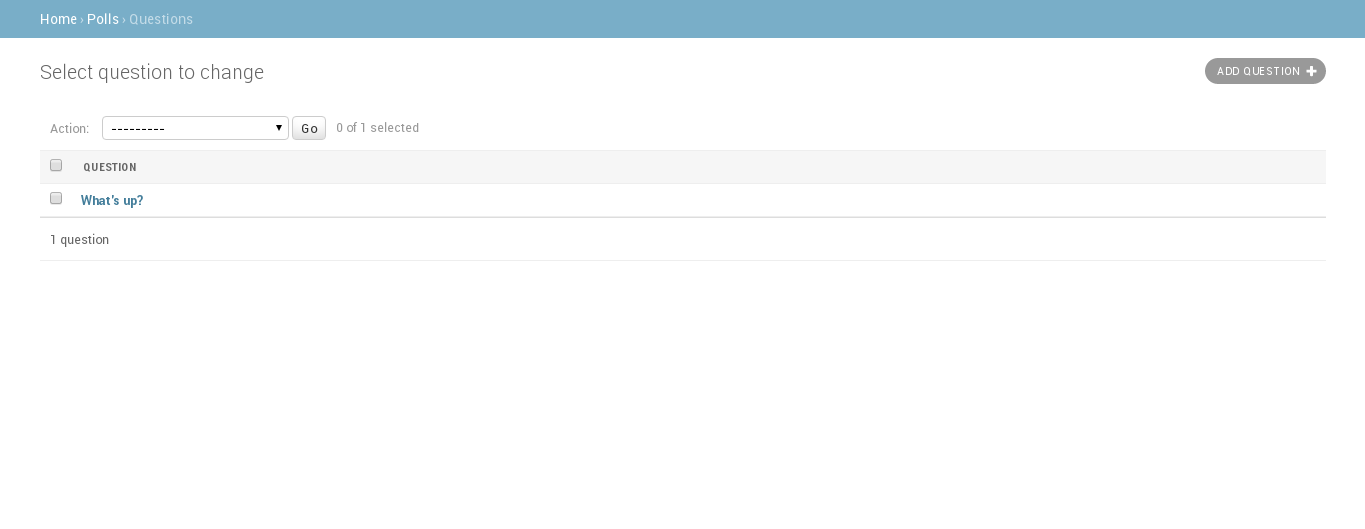 Home › Polls › Questions
Select question to change
ADD QUESTION +
Action: --------- Go 0 of 1 selected
QUESTION
What's up?
1 question